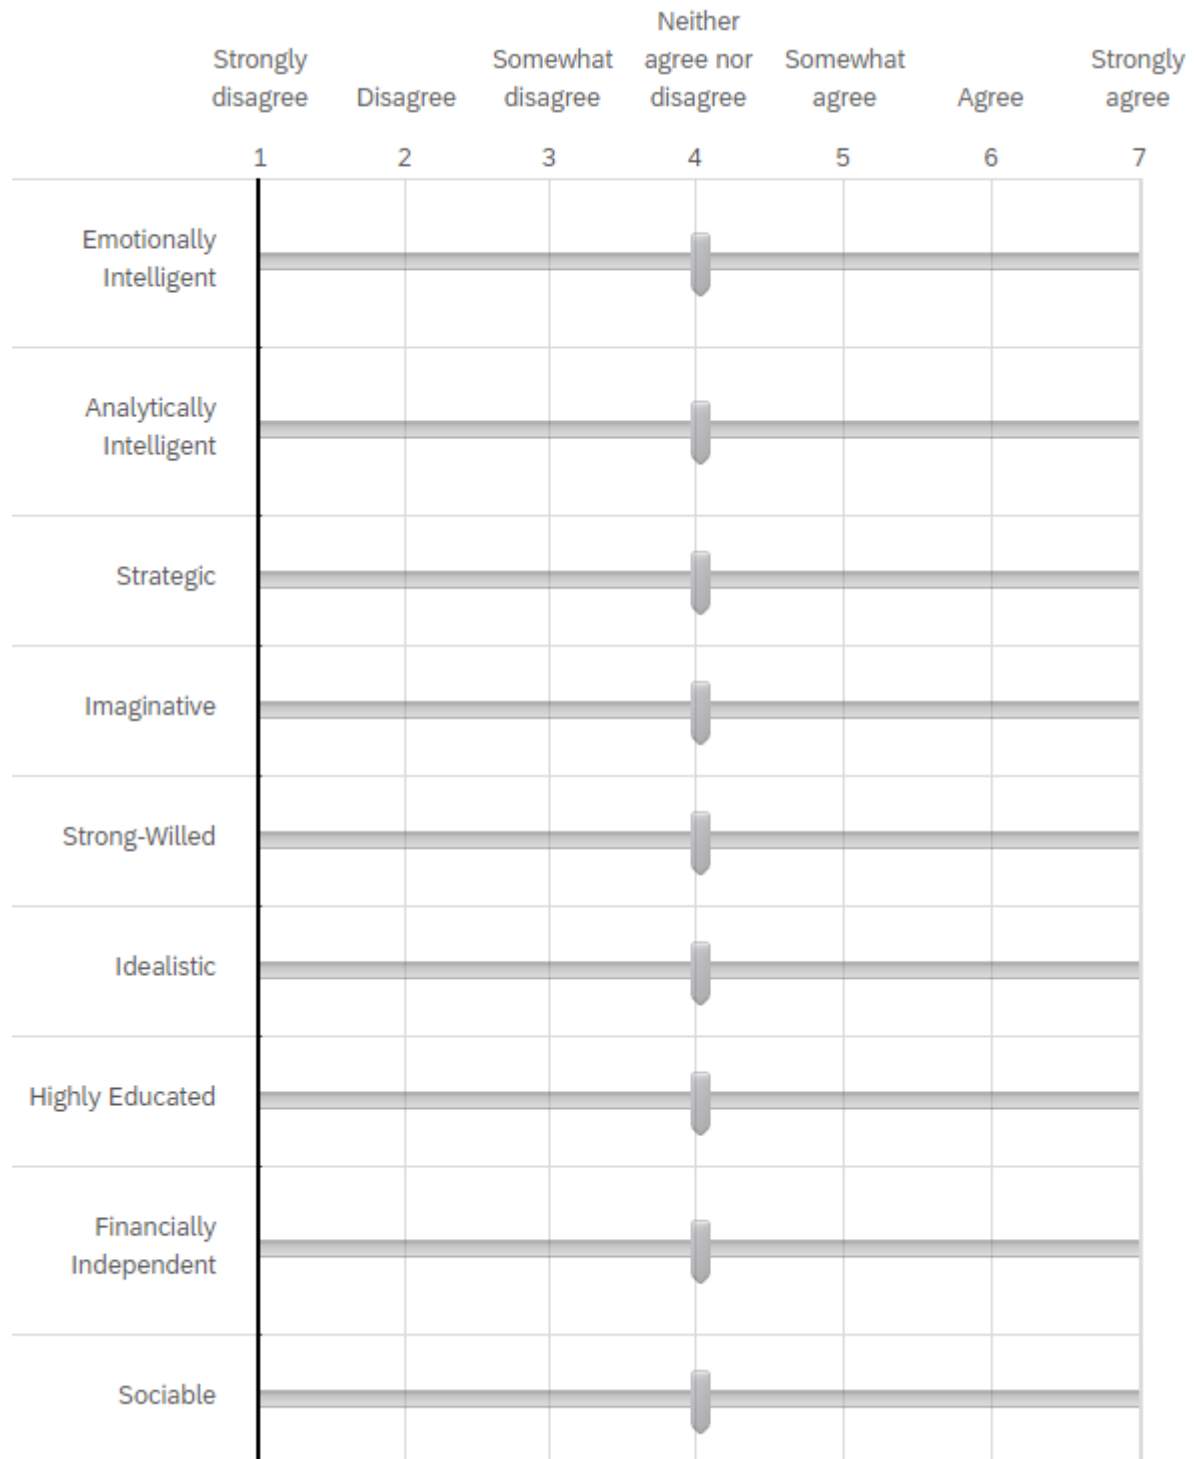 Strongly disagree
Disagree
Somewhat disagree
Neither agree nor disagree
Somewhat agree
Agree
Strongly agree
1 2 3 4 5 6 7
Emotionally
Intelligent
Analytically
Intelligent
Strategic
Imaginative
Strong-Willed
Idealistic
Highly Educated
Financially
Independent
Sociable